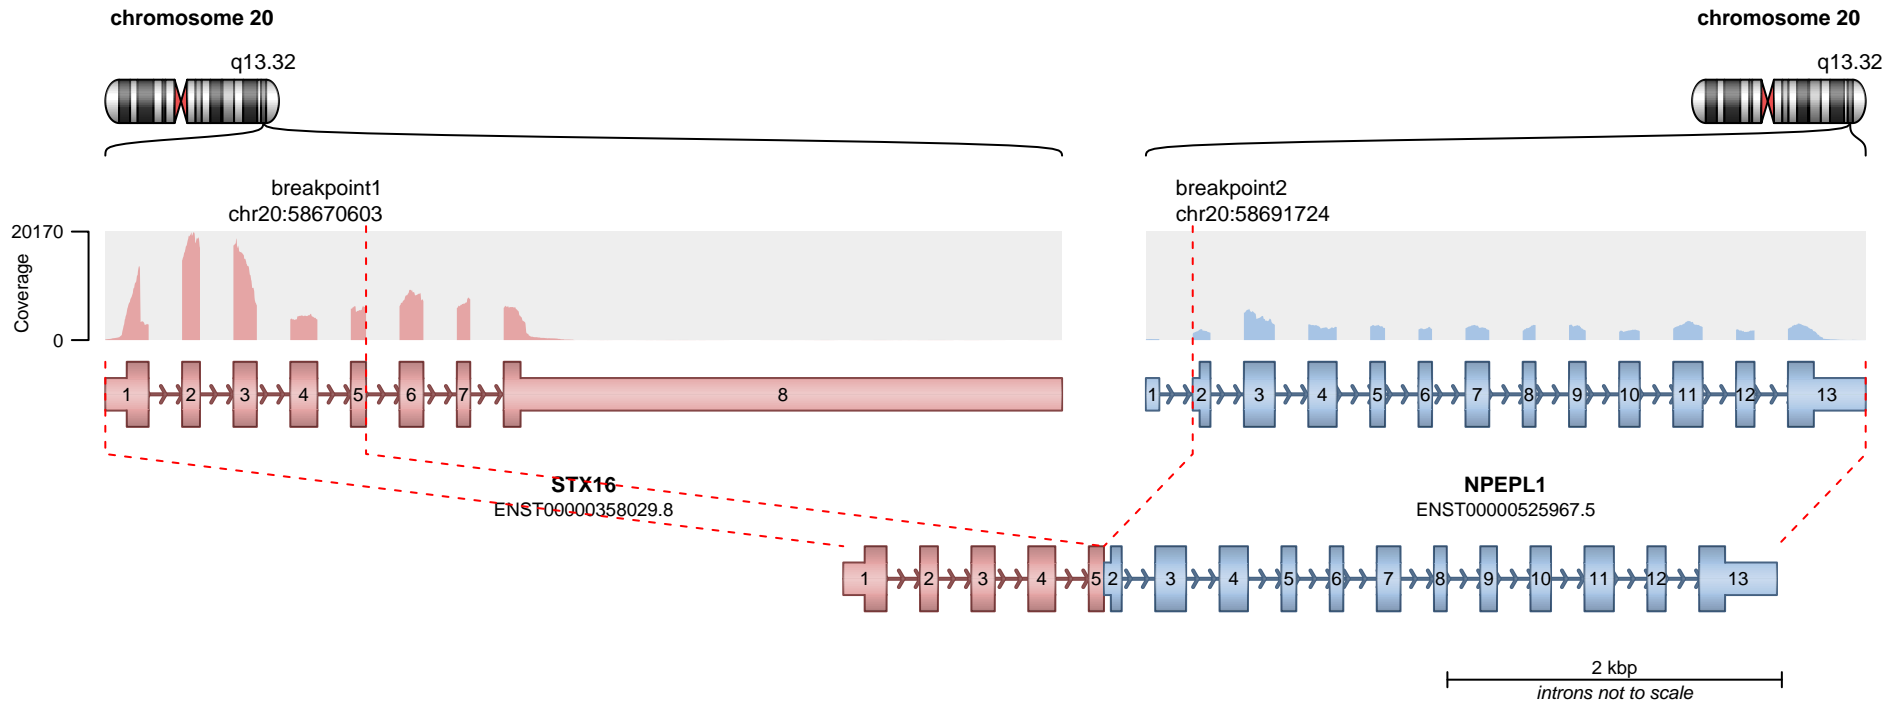 chromosome 20
chromosome 20
q13.32
q13.32
breakpoint1
chr20:58670603
breakpoint2
chr20:58691724
20170
Coverage
0
1 2 3 4 5 6 7 8
1 2 3 4 5 6 7 8 9 10 11 12 13
STX16
ENST00000358029.8
NPEPL1
ENST00000525967.5
1 2 3 4 5 2 3 4 5 6 7 8 9 10 11 12 13
2 kbp
introns not to scale